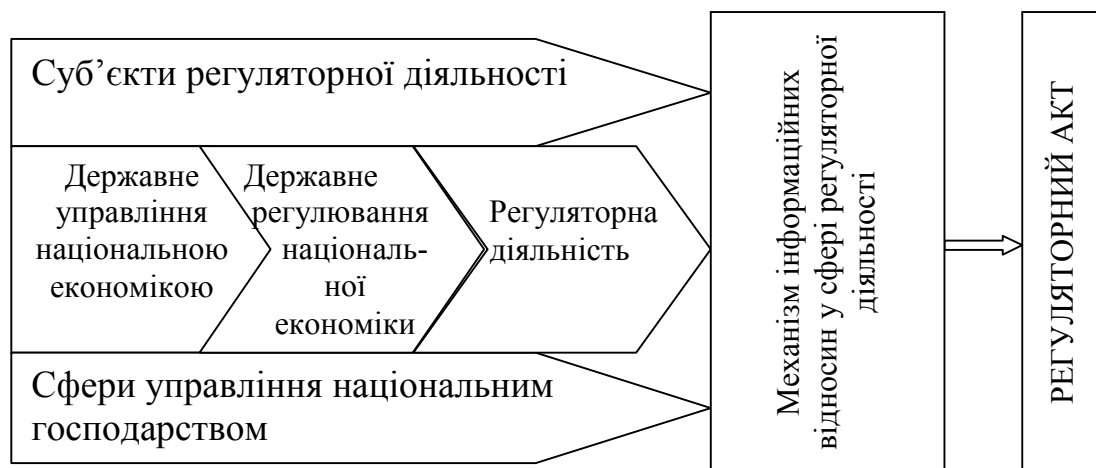 Суб’єкти регуляторної діяльності
Державне
управління
національною
економікою
Державне
регулювання
національ-
ної
економіки
Регуляторна
діяльність
Сфери управління національним
господарством
Механізм інформаційних
відносин у сфері регуляторної
діяльності
РЕГУЛЯТОРНИЙ АКТ